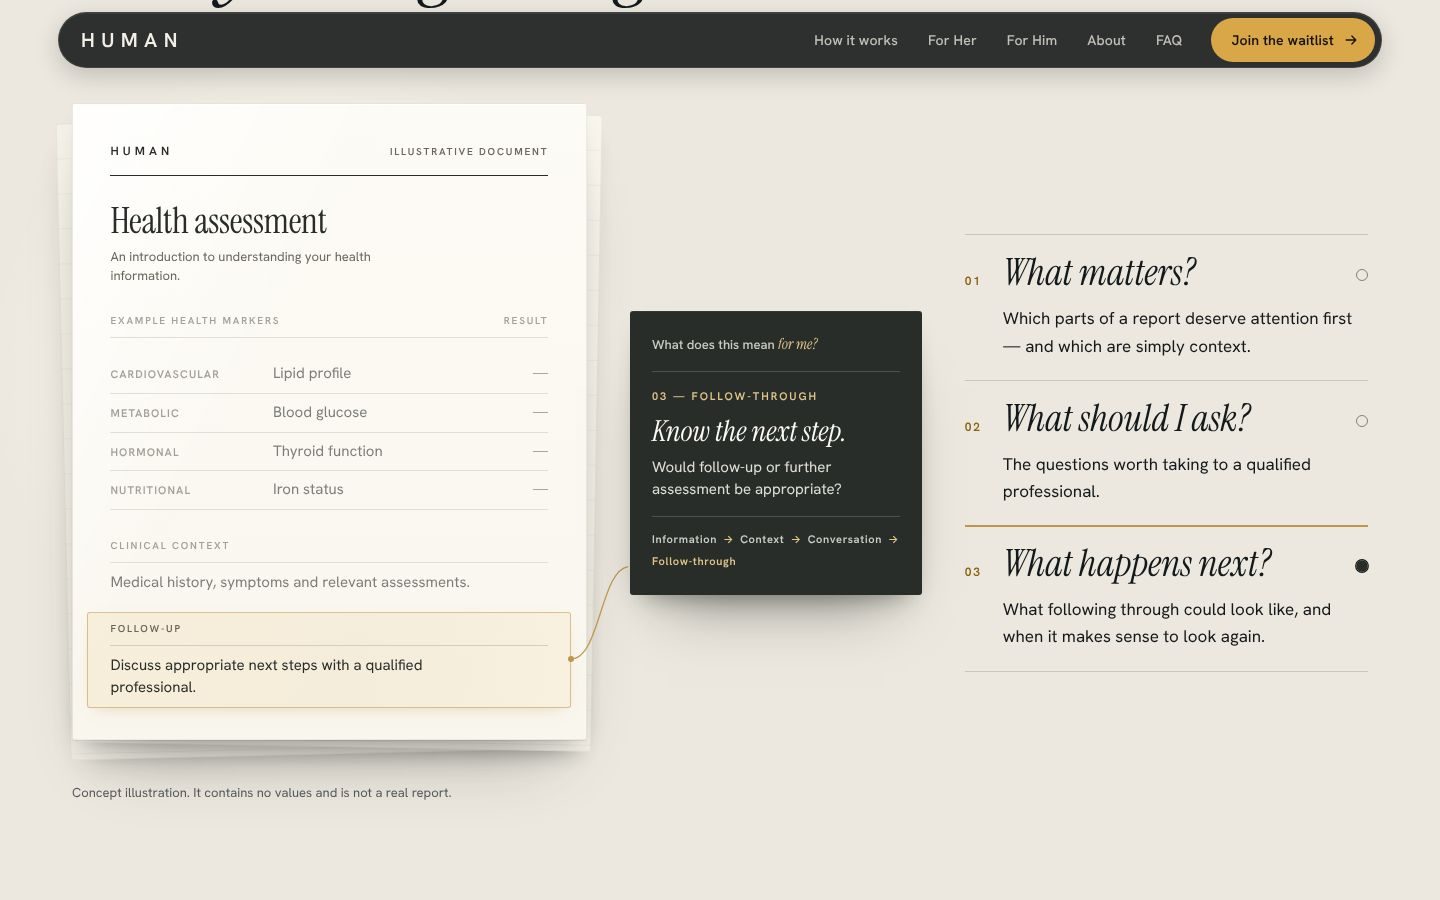 HUMAN
How it works
For Her
For Him
About
FAQ
Join the waitlist →
HUMAN
ILLUSTRATIVE DOCUMENT
Health assessment
An introduction to understanding your health
information.
EXAMPLE HEALTH MARKERS
RESULT
CARDIOVASCULAR
Lipid profile
—
METABOLIC
Blood glucose
—
HORMONAL
Thyroid function
—
NUTRITIONAL
Iron status
—
CLINICAL CONTEXT
Medical history, symptoms and relevant assessments.
FOLLOW-UP
Discuss appropriate next steps with a qualified
professional.
Concept illustration. It contains no values and is not a real report.
What does this mean for me?
03 — FOLLOW-THROUGH
Know the next step.
Would follow-up or further
assessment be appropriate?
Information → Context → Conversation →
Follow-through
01
What matters?
Which parts of a report deserve attention first
— and which are simply context.
02
What should I ask?
The questions worth taking to a qualified
professional.
03
What happens next?
What following through could look like, and
when it makes sense to look again.